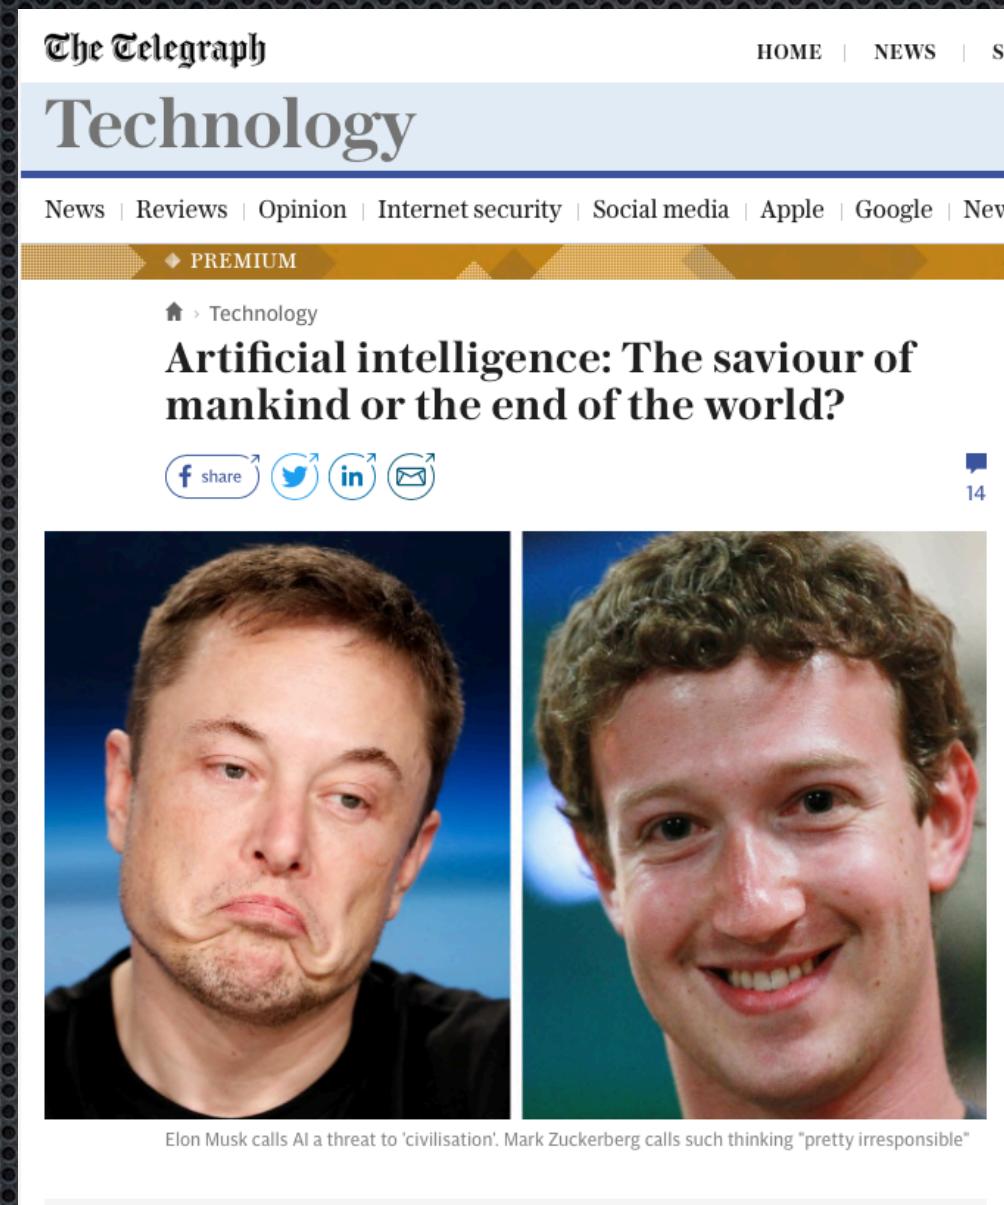 The Telegraph
HOME | NEWS | S
Technology
News | Reviews | Opinion | Internet security | Social media | Apple | Google | Nev
PREMIUM
Technology
Artificial intelligence: The saviour of
mankind or the end of the world?
share
in
14
Elon Musk calls AI a threat to 'civilisation'. Mark Zuckerberg calls such thinking "pretty irresponsible"